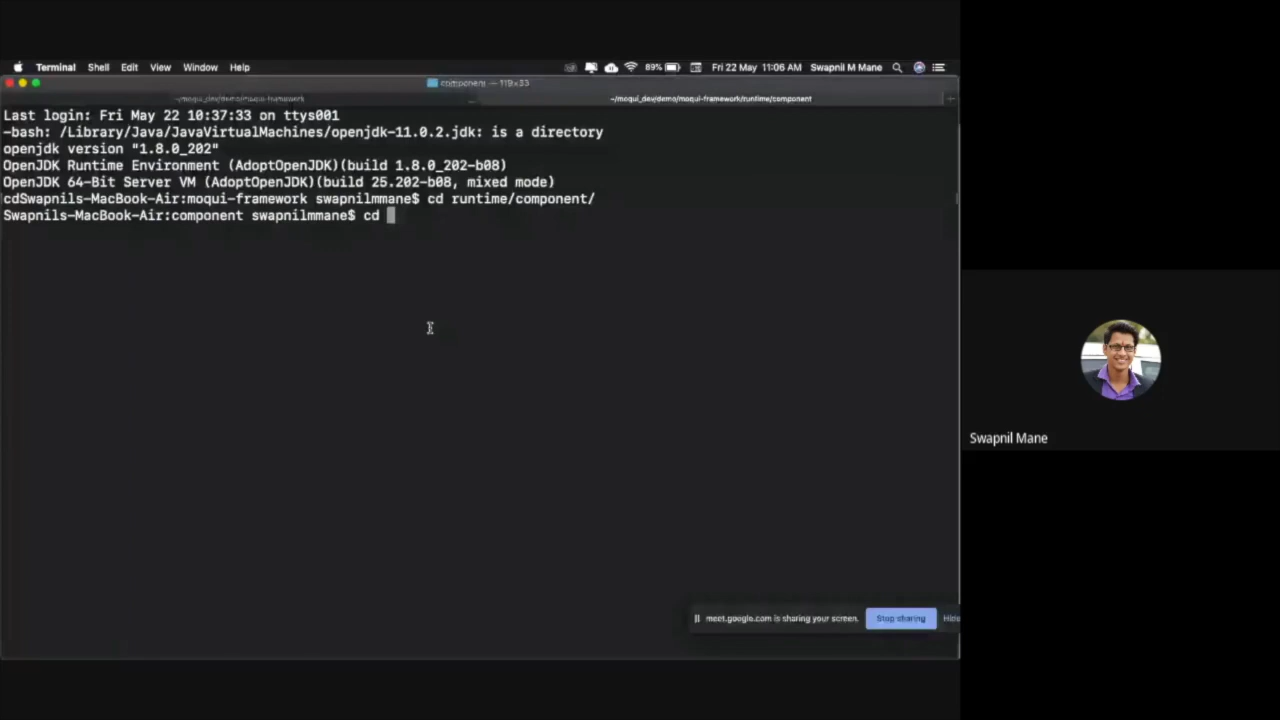 Terminal Shell Edit View Window Help 89% Fri 22 May 11:06 AM Swapnil M Mane
component — 119×33
~/moqui_dev/demo/moqui-framework ~/moqui_dev/demo/moqui-framework/runtime/component
Last login: Fri May 22 10:37:33 on ttys001
-bash: /Library/Java/JavaVirtualMachines/openjdk-11.0.2.jdk: is a directory
openjdk version "1.8.0_202"
OpenJDK Runtime Environment (AdoptOpenJDK)(build 1.8.0_202-b08)
OpenJDK 64-Bit Server VM (AdoptOpenJDK)(build 25.202-b08, mixed mode)
cdSwapnils-MacBook-Air:moqui-framework swapnilmmane$ cd runtime/component/
Swapnils-MacBook-Air:component swapnilmmane$ cd
Swapnil Mane
meet.google.com is sharing your screen. Stop sharing Hide